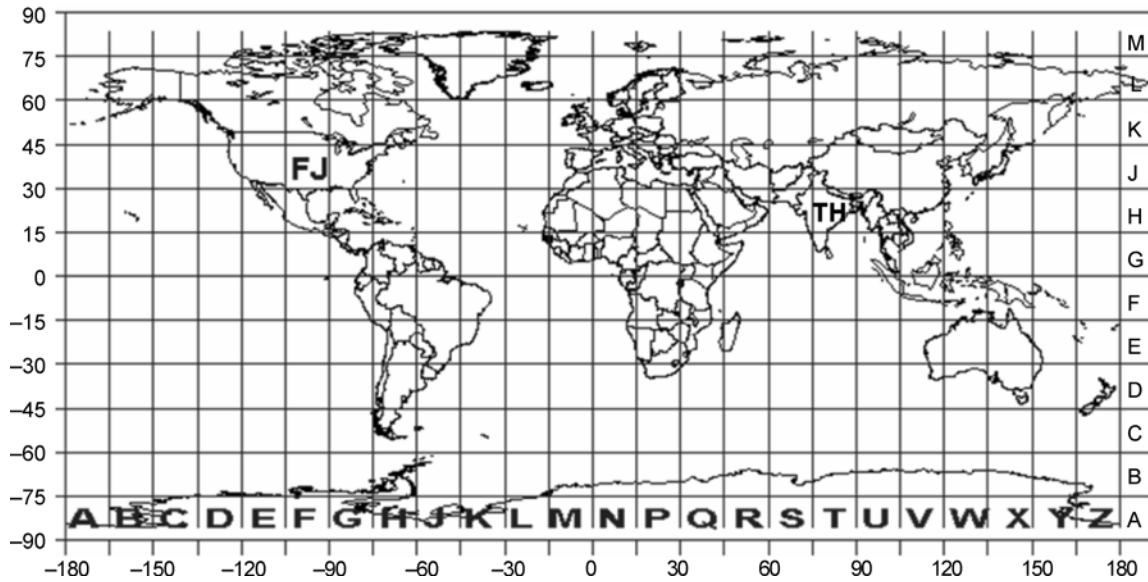 90
M
75
L
60
K
45
FJ J
30
TH H
15
G
0
F
–15
E
–30
D
–45
C
–60
B
–75
A B C D E F G H J K L M N P Q R S T U V W X Y Z A
–90
–180 –150 –120 –90 –60 –30 0 30 60 90 120 150 180